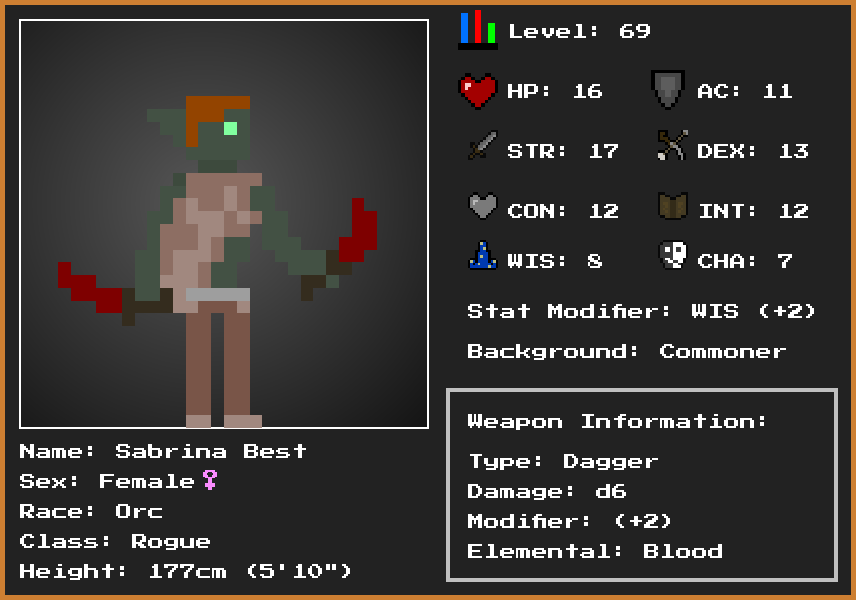 Level: 69
HP: 16 AC: 11
STR: 17 DEX: 13
CON: 12 INT: 12
WIS: 8 CHA: 7
Stat Modifier: WIS (+2)
Background: Commoner
Weapon Information:
Type: Dagger
Damage: d6
Modifier: (+2)
Elemental: Blood
Name: Sabrina Best
Sex: Female♀
Race: Orc
Class: Rogue
Height: 177cm (5'10")